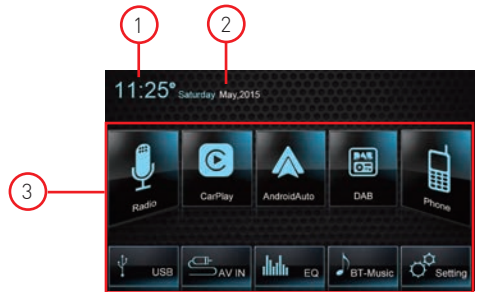 1 2
11:25° Saturday May,2015
3
Radio CarPlay AndroidAuto DAB Phone
USB AV IN EQ BT-Music Setting